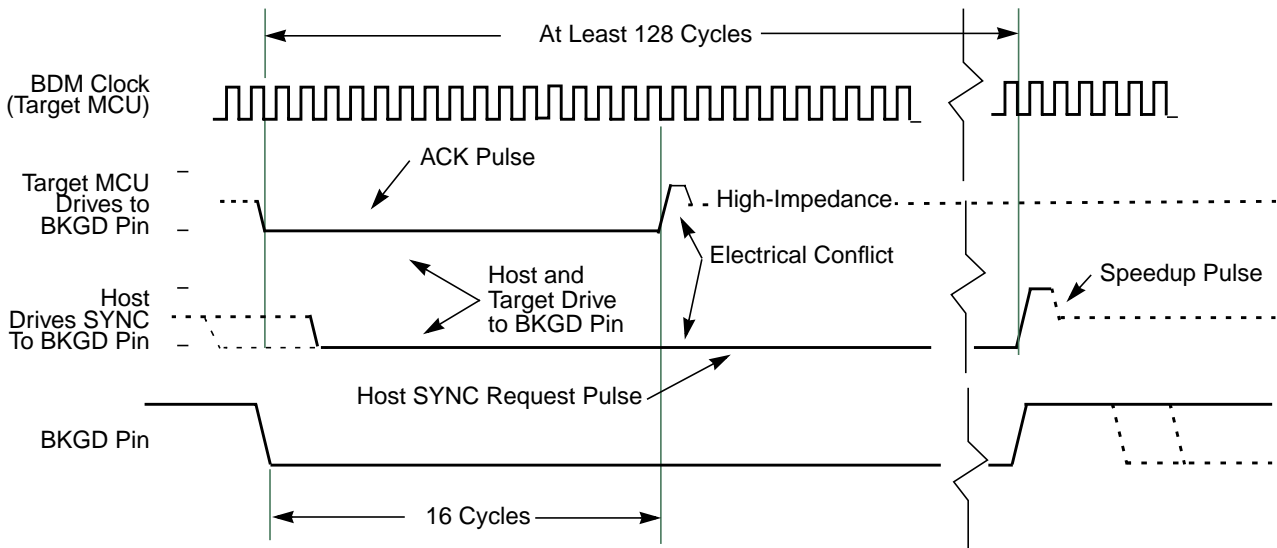 At Least 128 Cycles
BDM Clock
(Target MCU)
ACK Pulse
Target MCU
Drives to
BKGD Pin
High-Impedance
Electrical Conflict
Host and
Target Drive
to BKGD Pin
Speedup Pulse
Host
Drives SYNC
To BKGD Pin
Host SYNC Request Pulse
BKGD Pin
16 Cycles